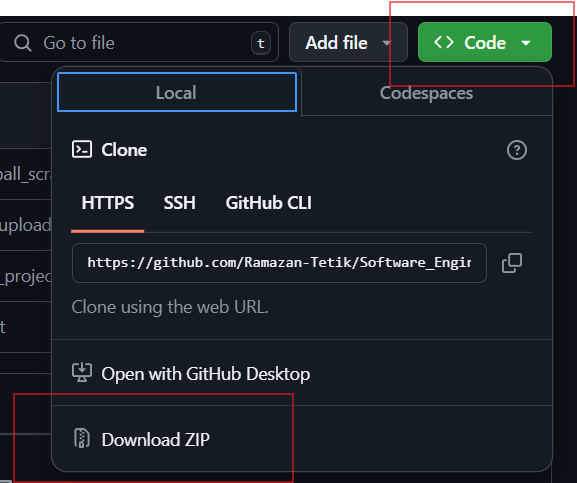 Go to file
t
Add file
Code
Local
Codespaces
Clone
HTTPS
SSH
GitHub CLI
https://github.com/Ramazan-Tetik/Software_Engin
Clone using the web URL.
Open with GitHub Desktop
Download ZIP
ball_scra
upload
_projec
t